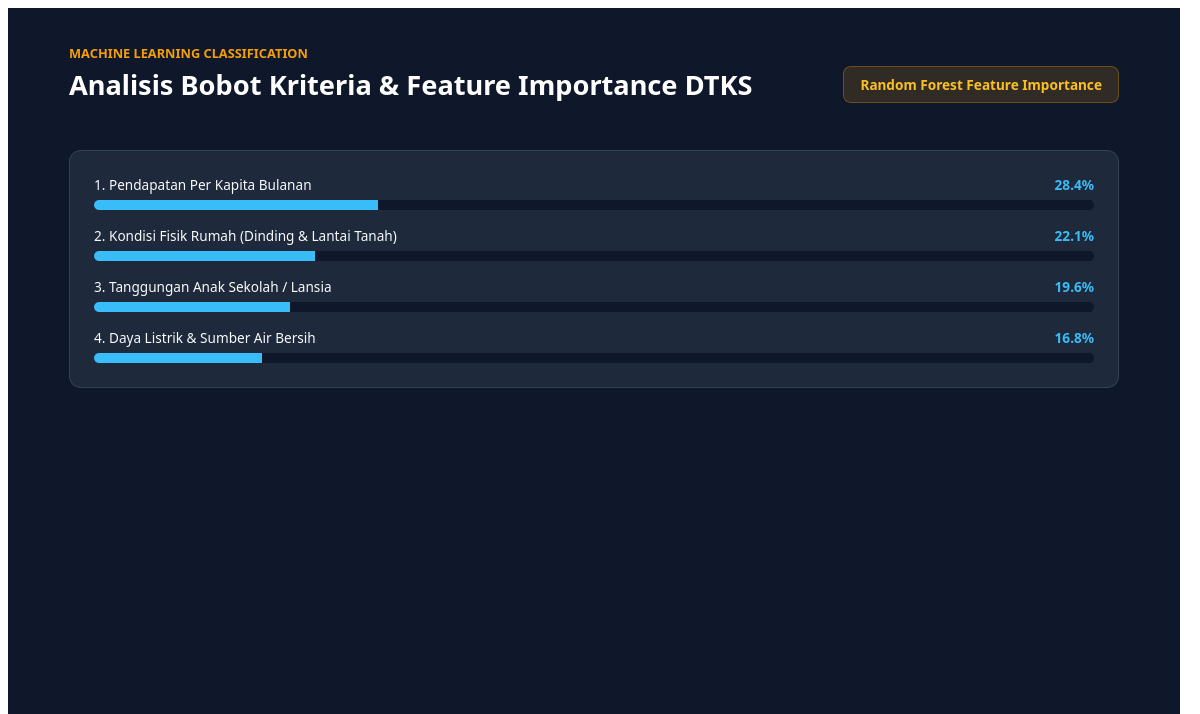 MACHINE LEARNING CLASSIFICATION
Analisis Bobot Kriteria & Feature Importance DTKS
Random Forest Feature Importance
1. Pendapatan Per Kapita Bulanan 28.4%
2. Kondisi Fisik Rumah (Dinding & Lantai Tanah) 22.1%
3. Tanggungan Anak Sekolah / Lansia 19.6%
4. Daya Listrik & Sumber Air Bersih 16.8%